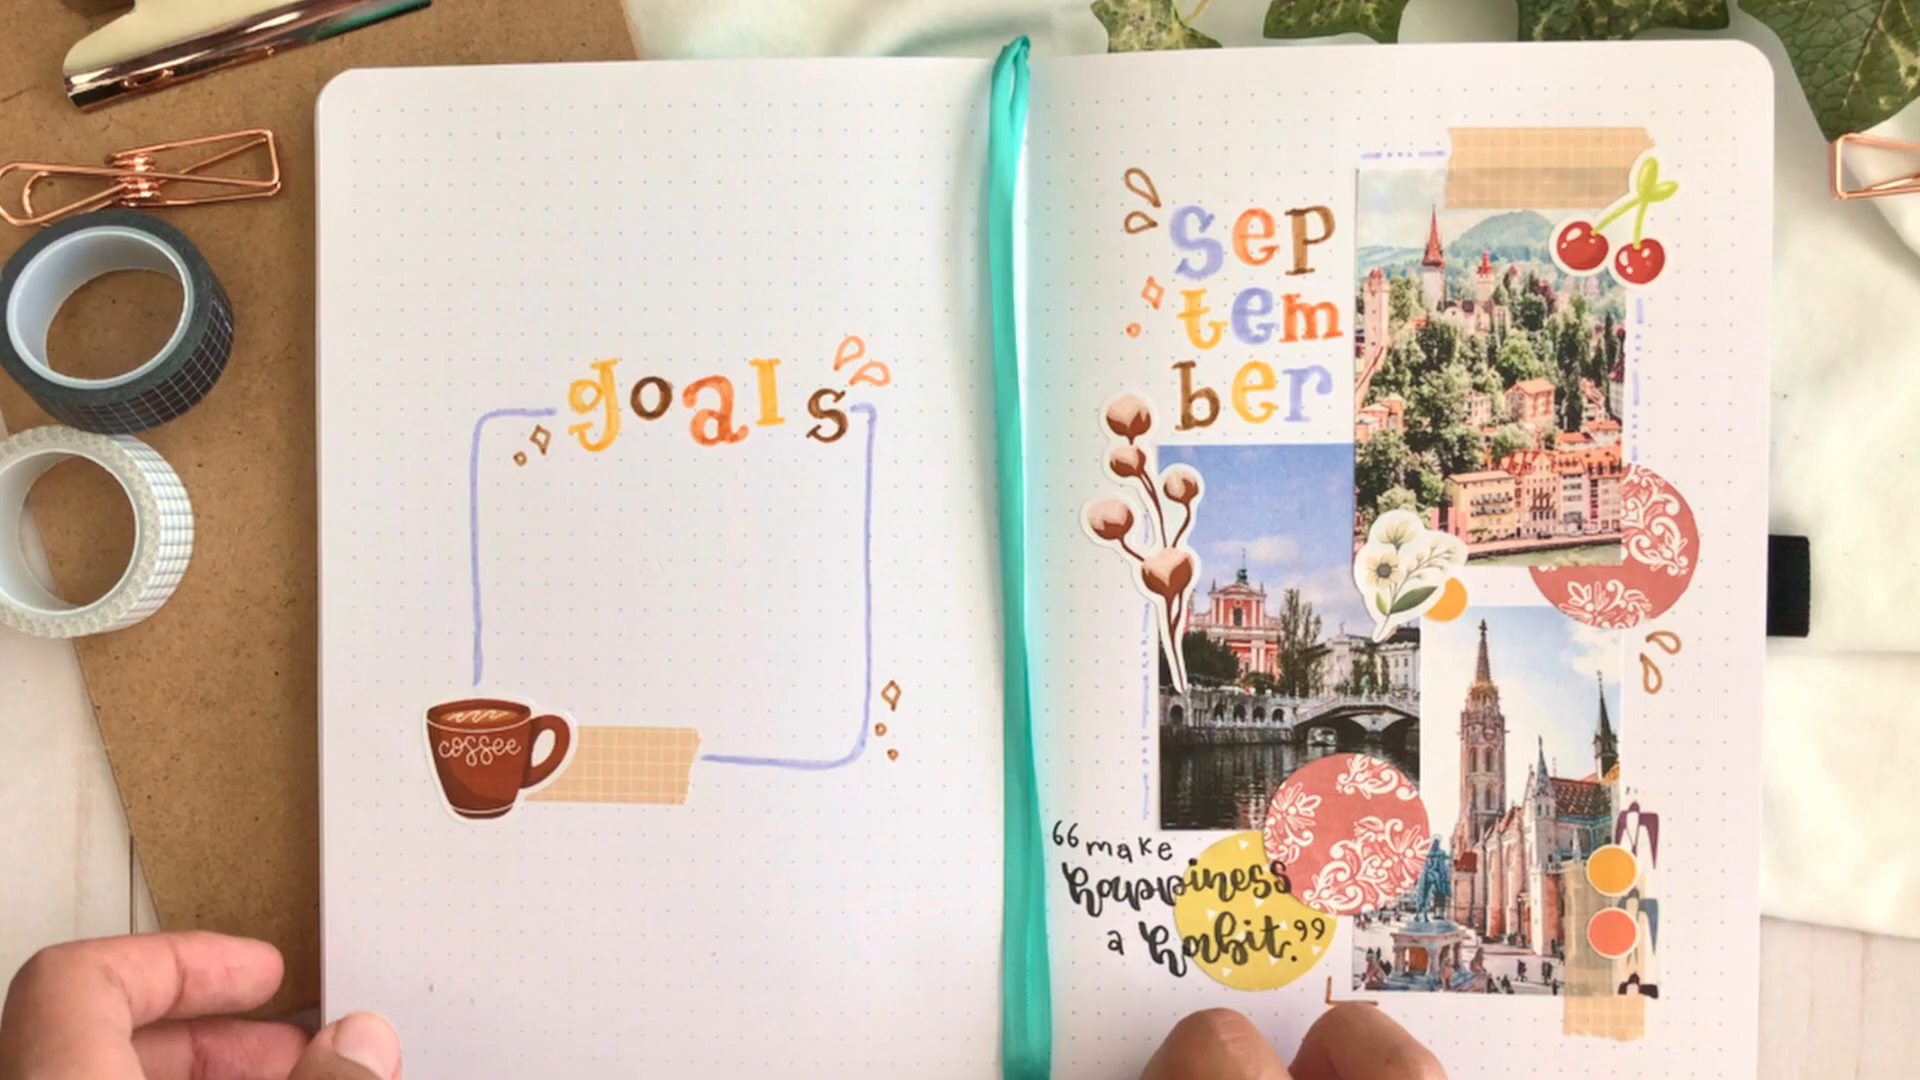 goals
coffee
sep
tem
ber
“make
happiness
a habit.”